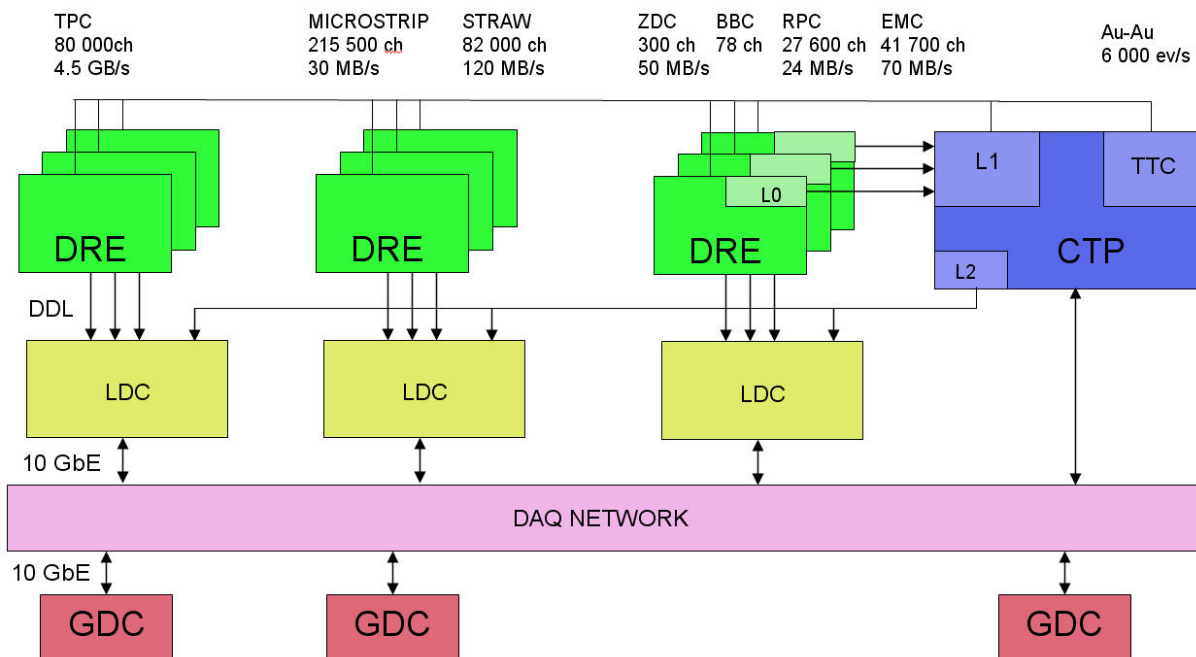 TPC
80 000ch
4.5 GB/s
MICROSTRIP
215 500 ch
30 MB/s
STRAW
82 000 ch
120 MB/s
ZDC
300 ch
50 MB/s
BBC
78 ch
RPC
27 600 ch
24 MB/s
EMC
41 700 ch
70 MB/s
Au-Au
6 000 ev/s
DRE
DRE
L0
DRE
L1
TTC
CTP
L2
DDL
LDC
LDC
LDC
10 GbE
DAQ NETWORK
10 GbE
GDC
GDC
GDC